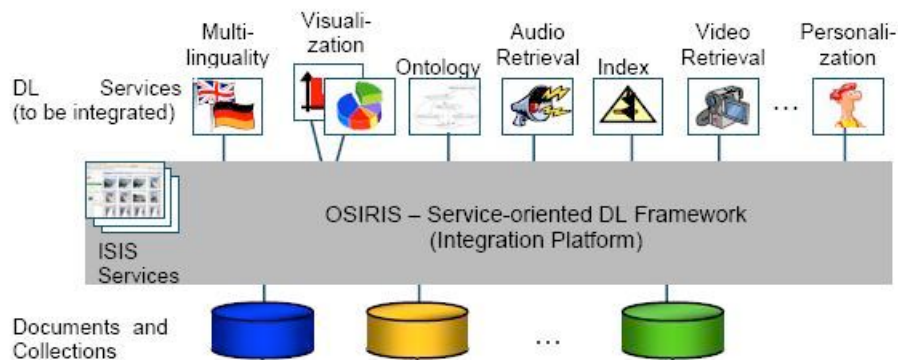 Multi-
linguality
Visuali-
zation
Ontology
Audio
Retrieval
Index
Video
Retrieval
...
Personali-
zation
DL Services
(to be integrated)
OSIRIS – Service-oriented DL Framework
(Integration Platform)
ISIS
Services
Documents and
Collections
...